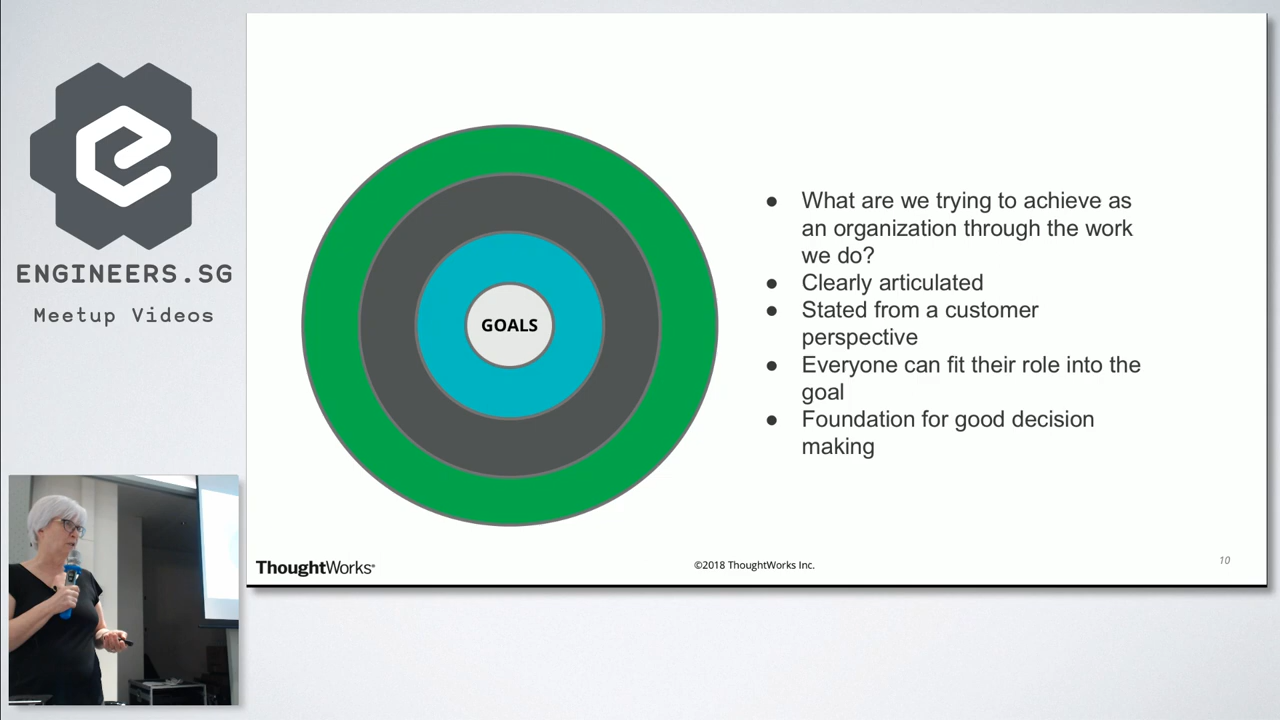 ENGINEERS.SG
Meetup Videos
GOALS
● What are we trying to achieve as
an organization through the work
we do?
● Clearly articulated
● Stated from a customer
perspective
● Everyone can fit their role into the
goal
● Foundation for good decision
making
ThoughtWorks®
©2018 ThoughtWorks Inc.
10